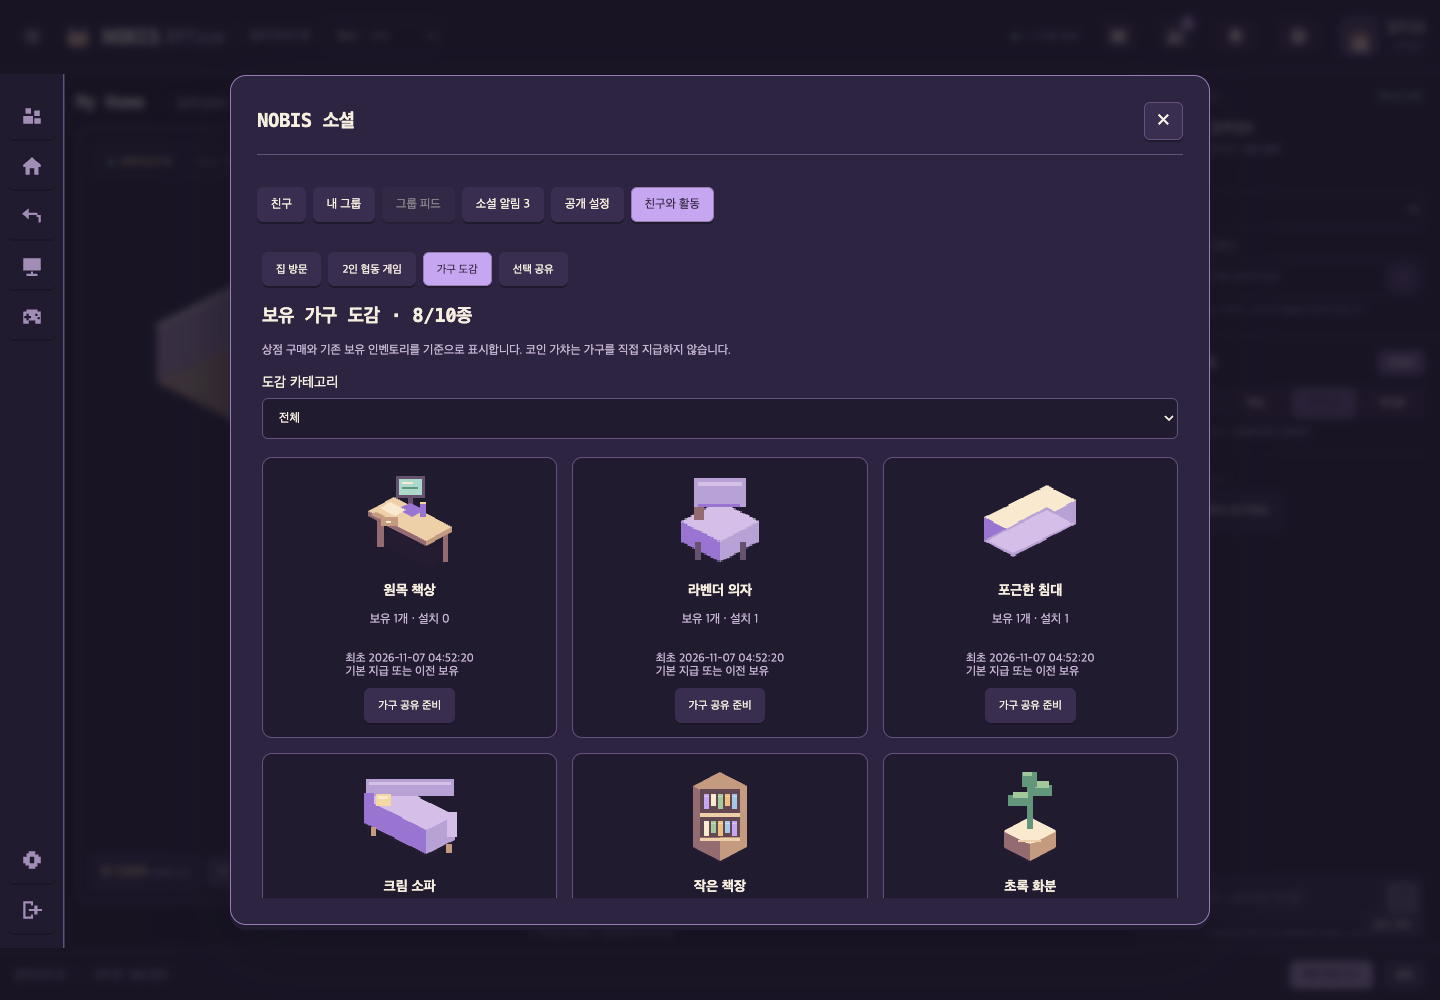 NOBIS
My Home
NOBIS 소셜
친구
내 그룹
그룹 피드
소셜 알림 3
공개 설정
친구와 활동
집 방문
2인 협동 게임
가구 도감
선택 공유
보유 가구 도감 · 8/10종
상점 구매와 기존 보유 인벤토리를 기준으로 표시합니다. 코인 가챠는 가구를 직접 지급하지 않습니다.
도감 카테고리
전체
원목 책상
보유 1개 · 설치 0
최초 2026-11-07 04:52:20
기본 지급 또는 이전 보유
가구 공유 준비
라벤더 의자
보유 1개 · 설치 1
최초 2026-11-07 04:52:20
기본 지급 또는 이전 보유
가구 공유 준비
포근한 침대
보유 1개 · 설치 1
최초 2026-11-07 04:52:20
기본 지급 또는 이전 보유
가구 공유 준비
크림 소파
작은 책장
초록 화분